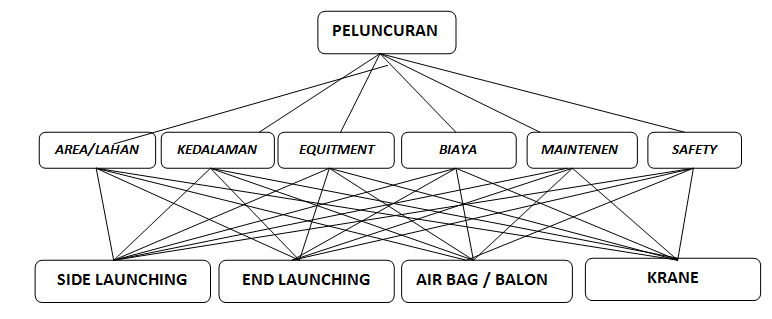 PELUNCURAN
AREA/LAHAN
KEDALAMAN
EQUITMENT
BIAYA
MAINTENEN
SAFETY
SIDE LAUNCHING
END LAUNCHING
AIR BAG / BALON
KRANE